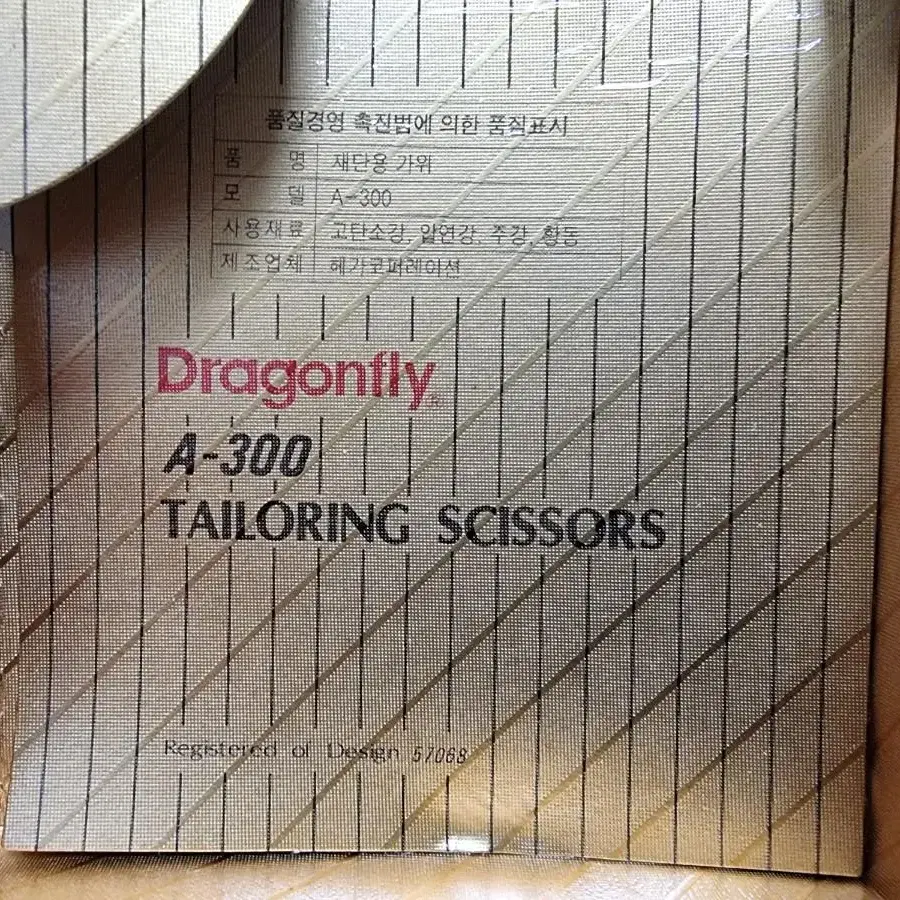 품질경영 촉진법에 의한 품질표시
품 명 재단용 가위
모 델 A-300
사용재료 고탄소강, 압연강, 주강, 황동
제조업체 헤가코퍼레이션
Dragonfly®
A-300
TAILORING SCISSORS
Registered of Design 57068